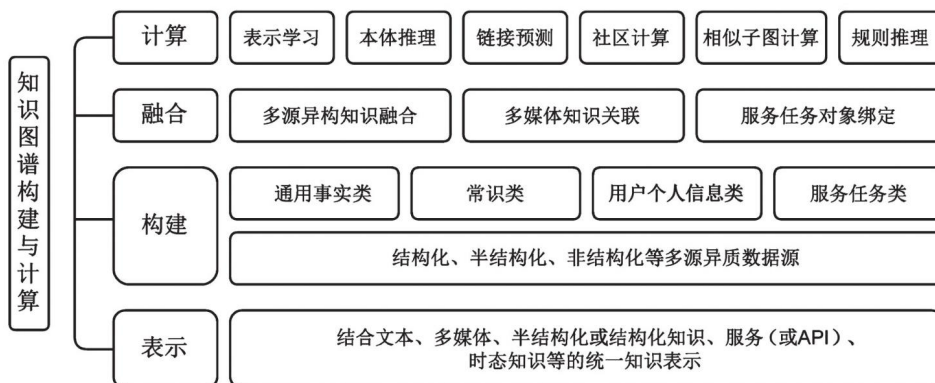 知识图谱构建与计算
计算
表示学习
本体推理
链接预测
社区计算
相似子图计算
规则推理
融合
多源异构知识融合
多媒体知识关联
服务任务对象绑定
构建
通用事实类
常识类
用户个人信息类
服务任务类
结构化、半结构化、非结构化等多源异质数据源
表示
结合文本、多媒体、半结构化或结构化知识、服务（或API）、
时态知识等的统一知识表示